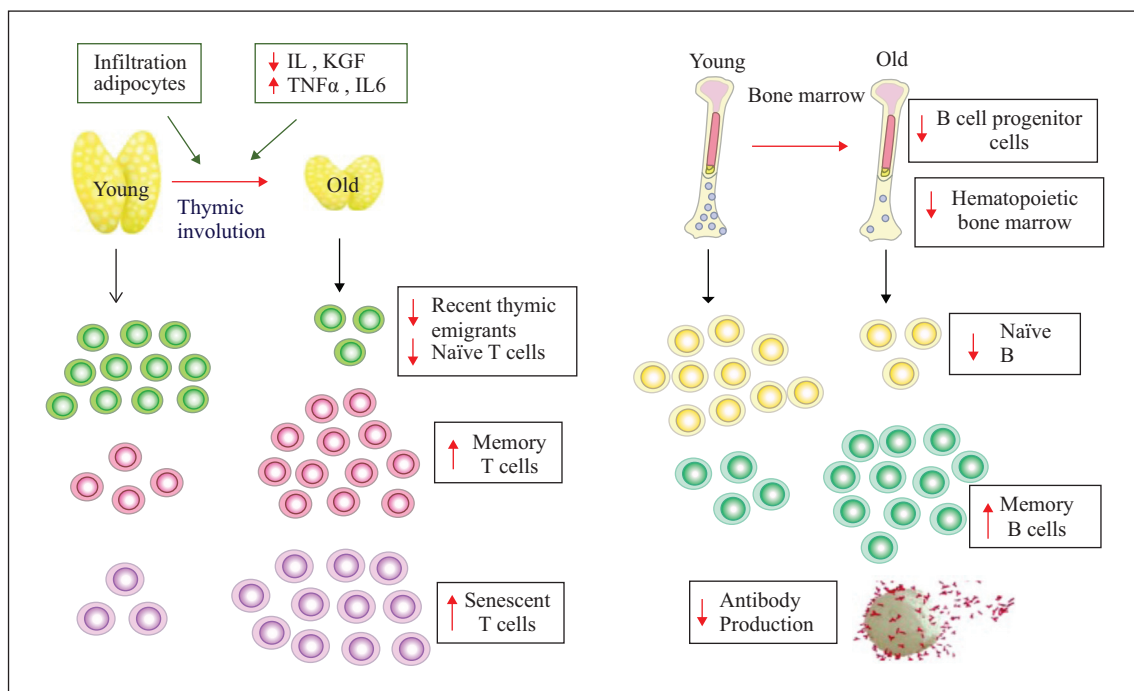 Infiltration
adipocytes
IL , KGF
TNFα , IL6
Young
Old
Thymic
involution
Recent thymic
emigrants
Naïve T cells
Memory
T cells
Senescent
T cells
Young
Old
Bone marrow
B cell progenitor
cells
Hematopoietic
bone marrow
Naïve
B
Memory
B cells
Antibody
Production